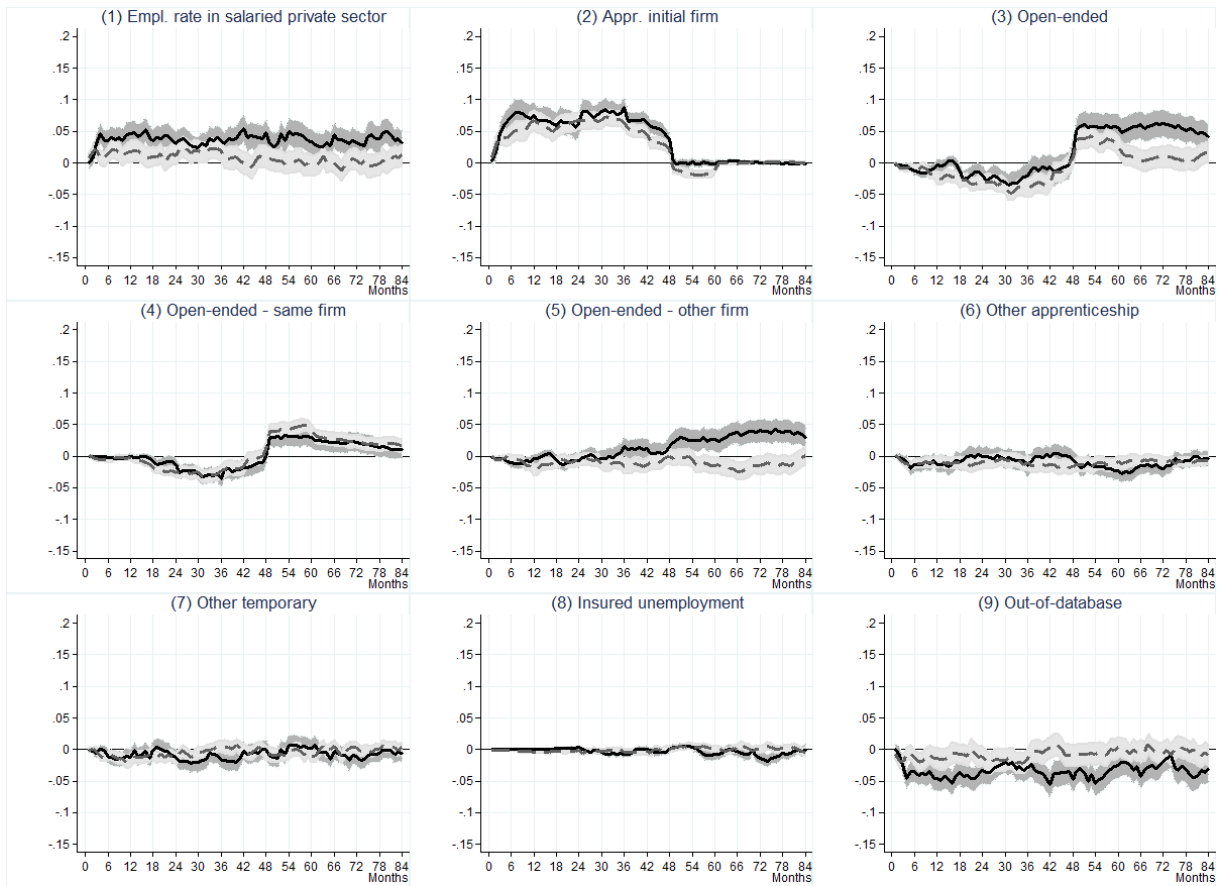 (1) Empl. rate in salaried private sector
.2
.15
.1
.05
0
-.05
-.1
-.15
0 6 12 18 24 30 36 42 48 54 60 66 72 78 84
Months
(2) Appr. initial firm
.2
.15
.1
.05
0
-.05
-.1
-.15
0 6 12 18 24 30 36 42 48 54 60 66 72 78 84
Months
(3) Open-ended
.2
.15
.1
.05
0
-.05
-.1
-.15
0 6 12 18 24 30 36 42 48 54 60 66 72 78 84
Months
(4) Open-ended - same firm
.2
.15
.1
.05
0
-.05
-.1
-.15
0 6 12 18 24 30 36 42 48 54 60 66 72 78 84
Months
(5) Open-ended - other firm
.2
.15
.1
.05
0
-.05
-.1
-.15
0 6 12 18 24 30 36 42 48 54 60 66 72 78 84
Months
(6) Other apprenticeship
.2
.15
.1
.05
0
-.05
-.1
-.15
0 6 12 18 24 30 36 42 48 54 60 66 72 78 84
Months
(7) Other temporary
.2
.15
.1
.05
0
-.05
-.1
-.15
0 6 12 18 24 30 36 42 48 54 60 66 72 78 84
Months
(8) Insured unemployment
.2
.15
.1
.05
0
-.05
-.1
-.15
0 6 12 18 24 30 36 42 48 54 60 66 72 78 84
Months
(9) Out-of-database
.2
.15
.1
.05
0
-.05
-.1
-.15
0 6 12 18 24 30 36 42 48 54 60 66 72 78 84
Months